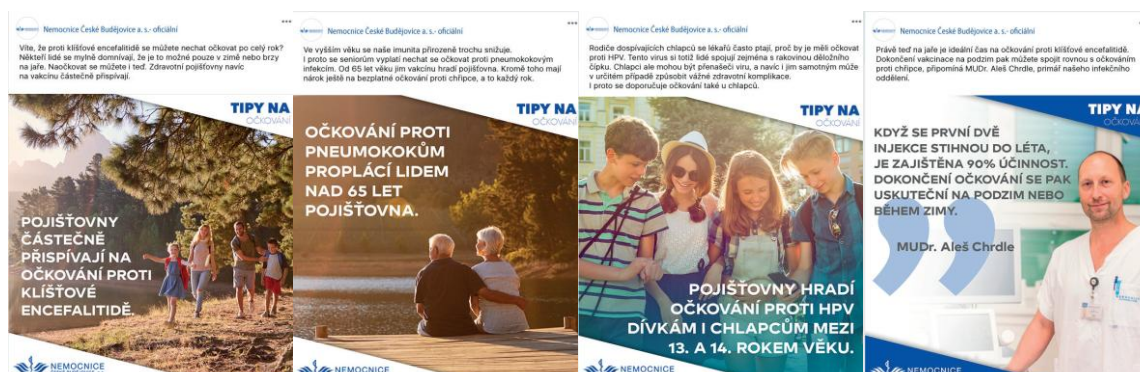 Nemocnice České Budějovice a. s.- oficiální
Víte, že proti klíšťové encefalitidě se můžete nechat očkovat po celý rok?
Někteří lidé se mylně domnívají, že je to možné pouze v zimě nebo brzy
na jaře. Naočkovat se můžete i teď. Zdravotní pojišťovny navíc
na vakcínu částečně přispívají.
TIPY NA
OČKOVÁNÍ
POJIŠŤOVNY
ČÁSTEČNĚ
PŘISPÍVAJÍ NA
OČKOVÁNÍ PROTI
KLÍŠŤOVÉ
ENCEFALITIDĚ.
NEMOCNICE
Nemocnice České Budějovice a. s.- oficiální
Ve vyšším věku se naše imunita přirozeně trochu snižuje.
I proto se seniorům vyplatí nechat se očkovat proti pneumokokovým
infekcím. Od 65 let věku jim vakcínu hradí pojišťovna. Kromě toho mají
nárok ještě na bezplatné očkování proti chřipce, a to každý rok.
TIPY NA
OČKOVÁNÍ
OČKOVÁNÍ PROTI
PNEUMOKOKŮM
PROPLÁCÍ LIDEM
NAD 65 LET
POJIŠŤOVNA.
NEMOCNICE
Nemocnice České Budějovice a. s.- oficiální
Rodiče dospívajících chlapců se lékařů často ptají, proč by je měli očkovat
proti HPV. Tento virus si totiž lidé spojují zejména s rakovinou děložního
čípku. Chlapci ale mohou být přenašeči viru, a navíc i jim samotným může
v určitém případě způsobit vážné zdravotní komplikace.
I proto se doporučuje očkování také u chlapců.
TIPY NA
OČKOVÁNÍ
POJIŠŤOVNY HRADÍ
OČKOVÁNÍ PROTI HPV
DÍVKÁM I CHLAPCŮM MEZI
13. A 14. ROKEM VĚKU.
NEMOCNICE
Nemocnice České Budějovice a. s.- oficiální
Právě teď na jaře je ideální čas na očkování proti klíšťové encefalitidě.
Dokončení vakcinace na podzim pak můžete spojit rovnou s očkováním
proti chřipce, připomíná MUDr. Aleš Chrdle, primář našeho infekčního
oddělení.
TIPY NA
OČKOVÁNÍ
KDYŽ SE PRVNÍ DVĚ
INJEKCE STIHNOU DO LÉTA,
JE ZAJIŠTĚNA 90% ÚČINNOST.
DOKONČENÍ OČKOVÁNÍ SE PAK
USKUTEČNÍ NA PODZIM NEBO
BĚHEM ZIMY.
MUDr. Aleš Chrdle
NEMOCNICE